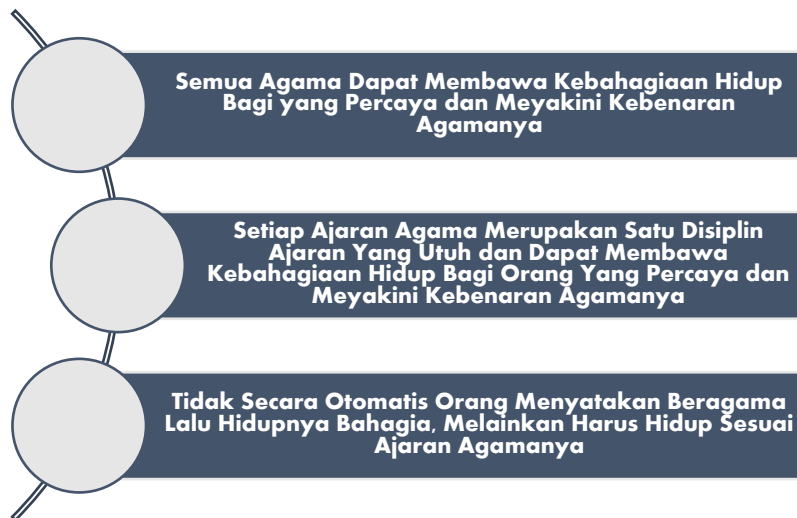 Semua Agama Dapat Membawa Kebahagiaan Hidup
Bagi yang Percaya dan Meyakini Kebenaran
Agamanya
Setiap Ajaran Agama Merupakan Satu Disiplin
Ajaran Yang Utuh dan Dapat Membawa
Kebahagiaan Hidup Bagi Orang Yang Percaya dan
Meyakini Kebenaran Agamanya
Tidak Secara Otomatis Orang Menyatakan Beragama
Lalu Hidupnya Bahagia, Melainkan Harus Hidup Sesuai
Ajaran Agamanya